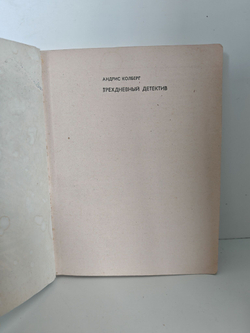 АНДРИС КОЛБЕРГ
ТРЕХДНЕВНЫЙ ДЕТЕКТИВ